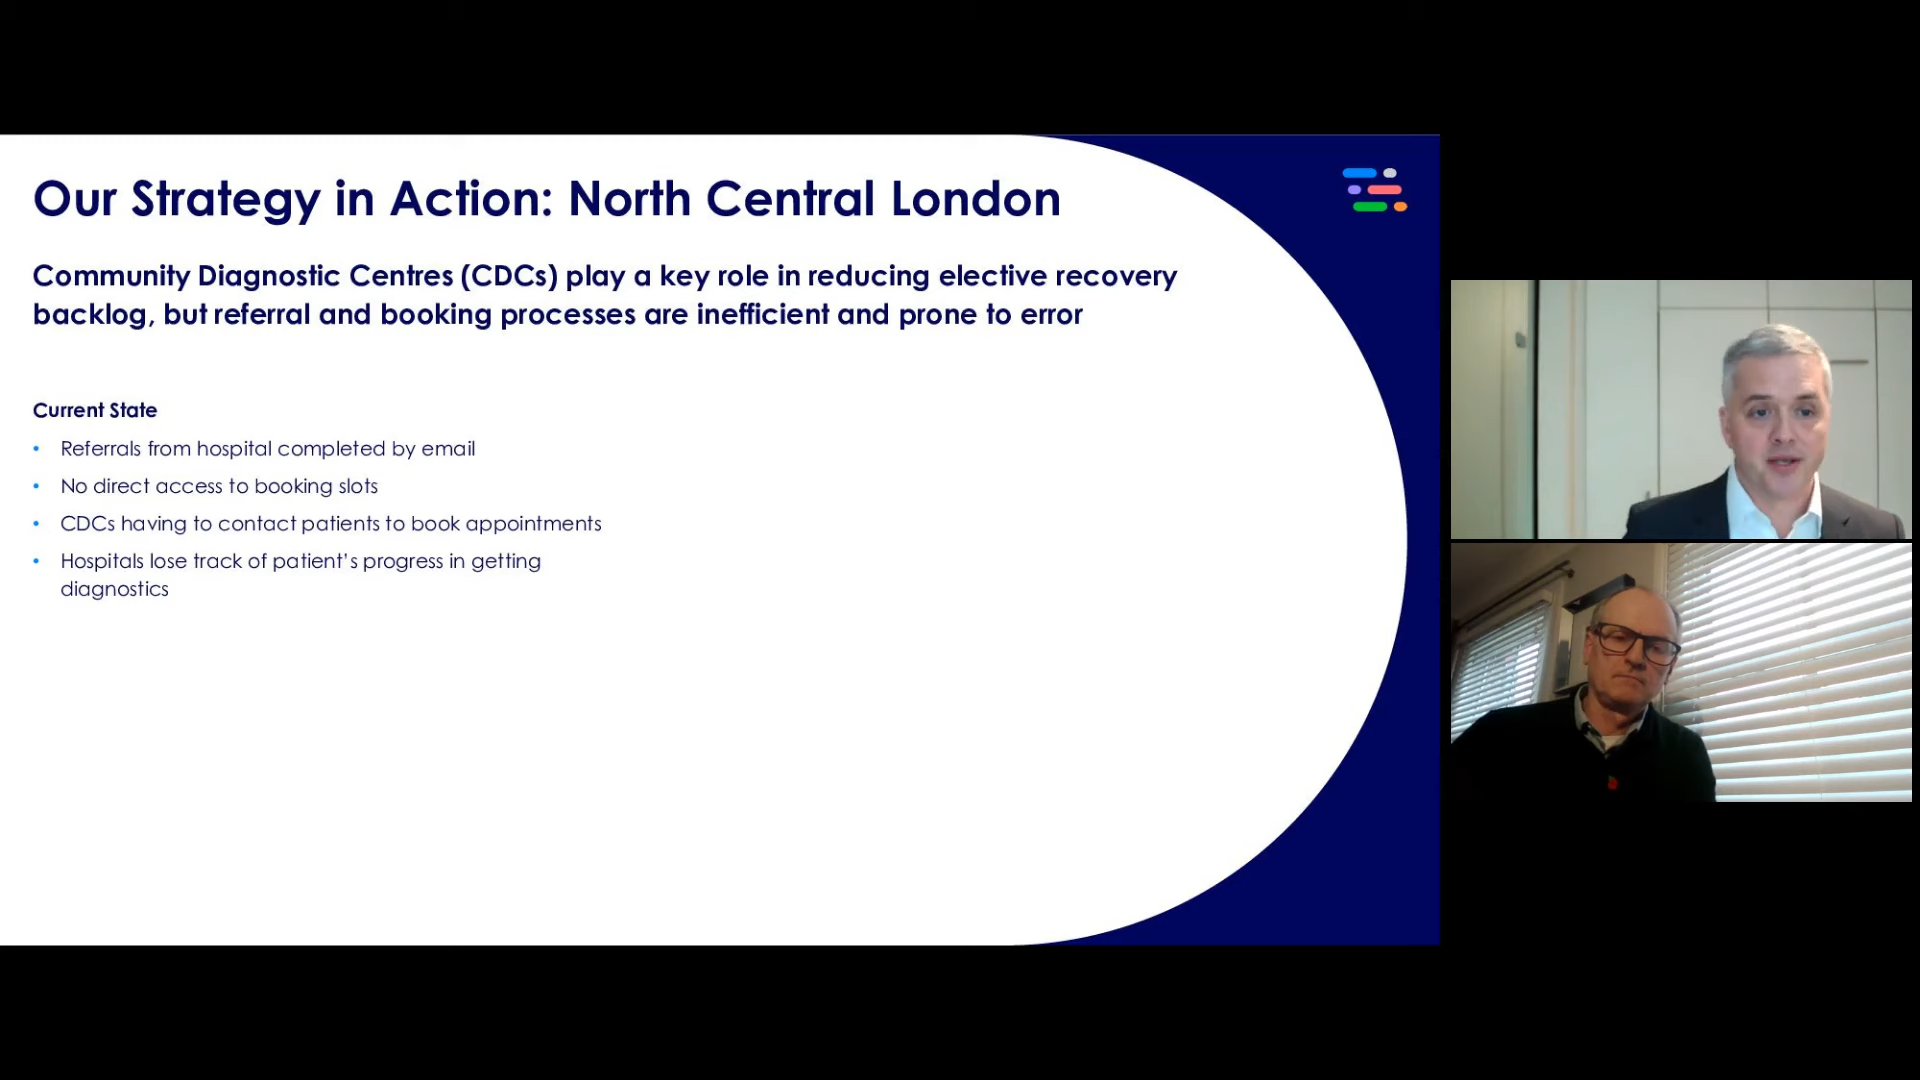 Our Strategy in Action: North Central London
Community Diagnostic Centres (CDCs) play a key role in reducing elective recovery
backlog, but referral and booking processes are inefficient and prone to error
Current State
• Referrals from hospital completed by email
• No direct access to booking slots
• CDCs having to contact patients to book appointments
• Hospitals lose track of patient’s progress in getting
diagnostics